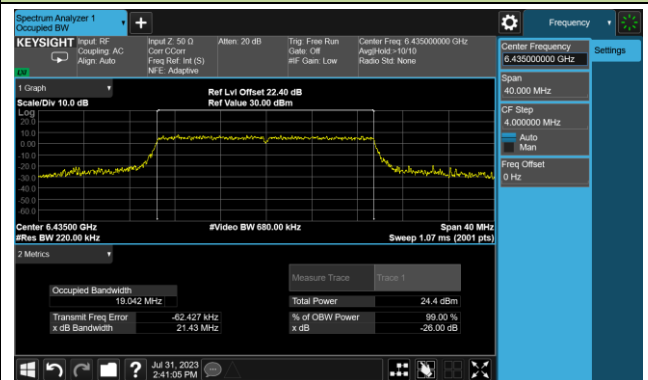 Spectrum Analyzer 1
Occupied BW
Frequency
KEYSIGHT
Input: RF
Coupling: AC
Align: Auto
Input Z: 50 Ω
Corr CCorr
Freq Ref: Int (S)
NFE: Adaptive
Atten: 20 dB
Trig: Free Run
Gate: Off
#IF Gain: Low
Center Freq: 6.435000000 GHz
Avg|Hold:>10/10
Radio Std: None
Center Frequency
6.435000000 GHz
Settings
Span
40.000 MHz
CF Step
4.000000 MHz
Auto
Man
Freq Offset
0 Hz
1 Graph
Scale/Div 10.0 dB
Ref Lvl Offset 22.40 dB
Ref Value 30.00 dBm
Log
20.0
10.0
0.00
-10.0
-20.0
-30.0
-40.0
-50.0
-60.0
Center 6.43500 GHz
#Res BW 220.00 kHz
#Video BW 680.00 kHz
Span 40 MHz
Sweep 1.07 ms (2001 pts)
2 Metrics
Measure Trace
Trace 1
Occupied Bandwidth
19.042 MHz
Total Power
24.4 dBm
Transmit Freq Error
-62.427 kHz
% of OBW Power
99.00 %
x dB Bandwidth
21.43 MHz
x dB
-26.00 dB
Jul 31, 2023
2:41:05 PM